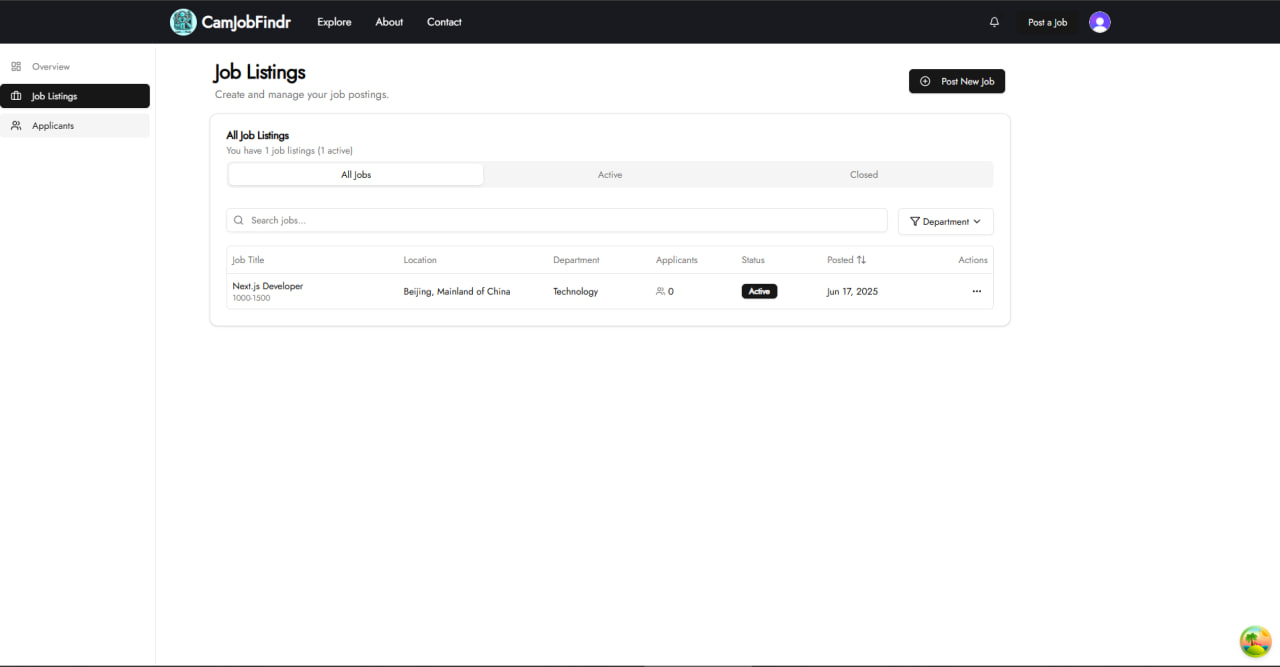 CamJobFindr Explore About Contact Post a Job
Overview
Job Listings
Applicants
Job Listings
Create and manage your job postings.
Post New Job
All Job Listings
You have 1 job listings (1 active)
All Jobs Active Closed
Search jobs...
Department
Job Title Location Department Applicants Status Posted Actions
Next.js Developer
1000-1500
Beijing, Mainland of China Technology 0 Active Jun 17, 2025